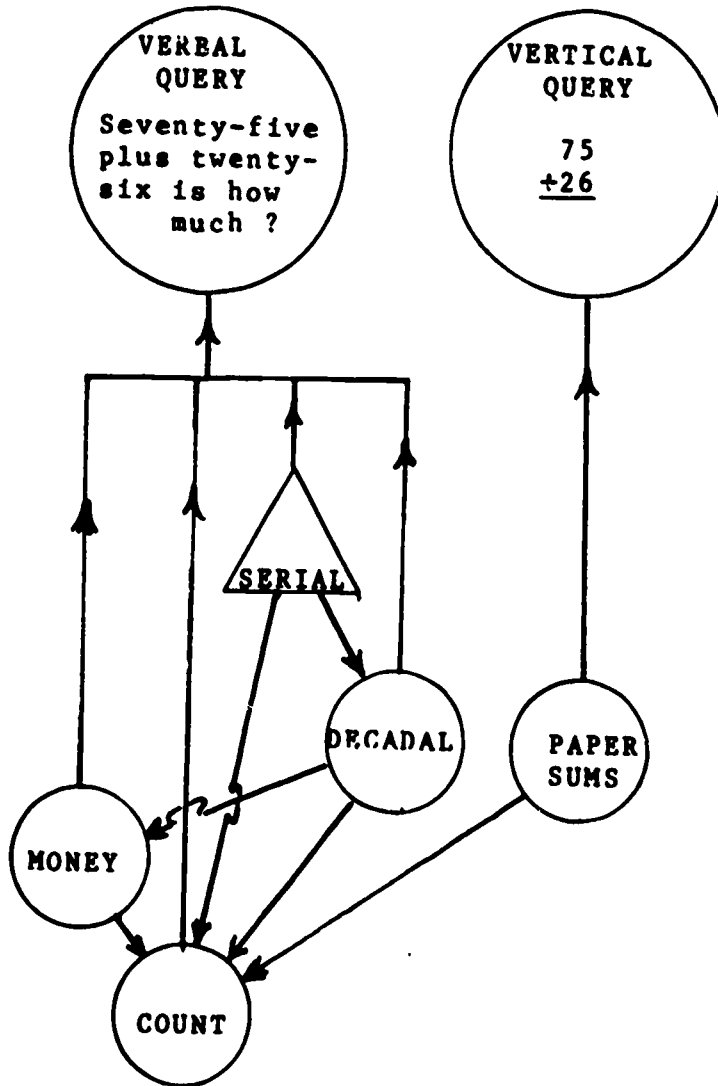 VERBAL
QUERY
Seventy-five
plus twenty-
six is how
much ?
VERTICAL
QUERY
75
+26
SERIAL
DECADAL
PAPER
SUMS
MONEY
COUNT